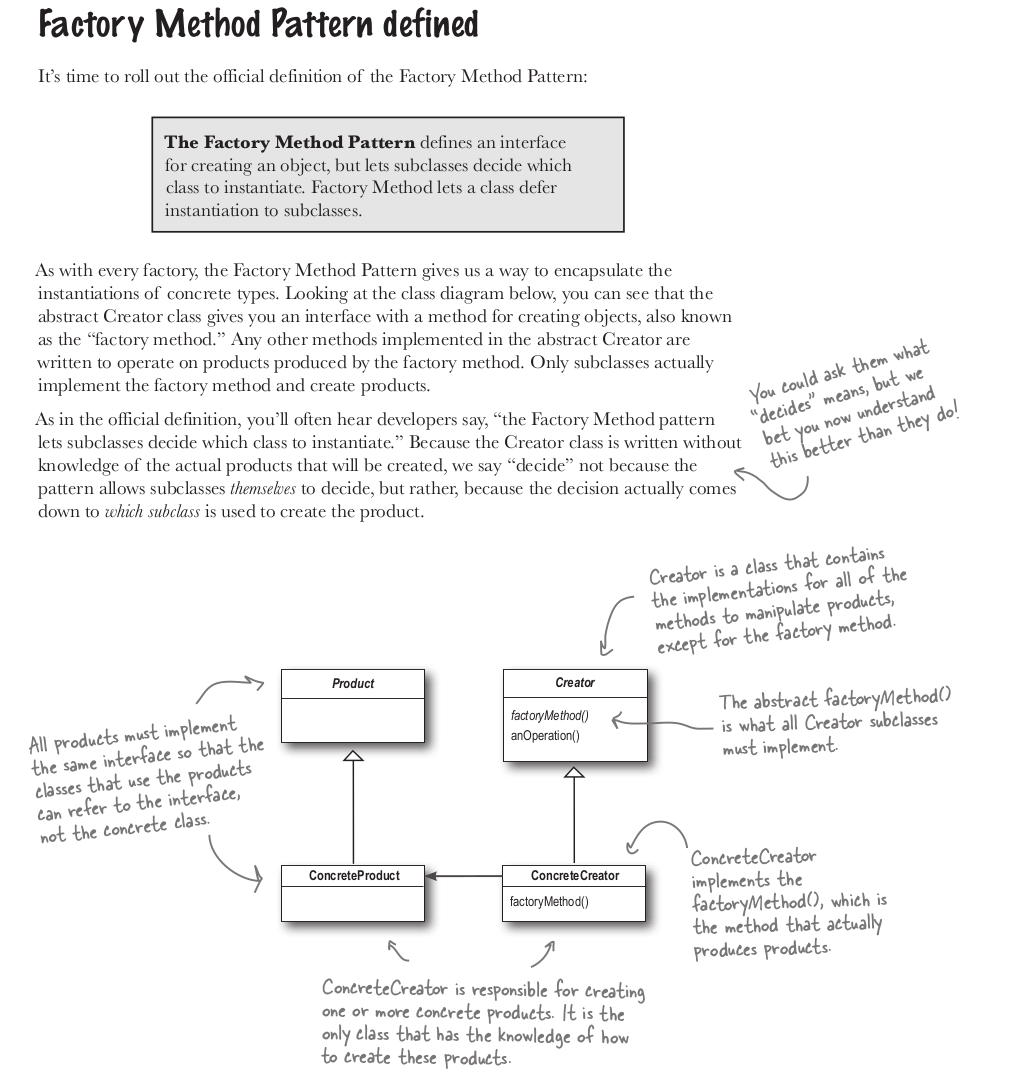 Factory Method Pattern defined
It's time to roll out the official definition of the Factory Method Pattern:
The Factory Method Pattern defines an interface
for creating an object, but lets subclasses decide which
class to instantiate. Factory Method lets a class defer
instantiation to subclasses.
As with every factory, the Factory Method Pattern gives us a way to encapsulate the
instantiations of concrete types. Looking at the class diagram below, you can see that the
abstract Creator class gives you an interface with a method for creating objects, also known
as the “factory method.” Any other methods implemented in the abstract Creator are
written to operate on products produced by the factory method. Only subclasses actually
implement the factory method and create products.
As in the official definition, you'll often hear developers say, “the Factory Method pattern
lets subclasses decide which class to instantiate.” Because the Creator class is written without
knowledge of the actual products that will be created, we say “decide” not because the
pattern allows subclasses themselves to decide, but rather, because the decision actually comes
down to which subclass is used to create the product.
You could ask them what
“decides” means, but we
bet you now understand
this better than they do!
Creator is a class that contains
the implementations for all of the
methods to manipulate products,
except for the factory method.
Product
Creator
factoryMethod()
anOperation()
The abstract factoryMethod()
is what all Creator subclasses
must implement.
All products must implement
the same interface so that the
classes that use the products
can refer to the interface,
not the concrete class.
ConcreteProduct
ConcreteCreator
factoryMethod()
ConcreteCreator
implements the
factoryMethod(), which is
the method that actually
produces products.
ConcreteCreator is responsible for creating
one or more concrete products. It is the
only class that has the knowledge of how
to create these products.